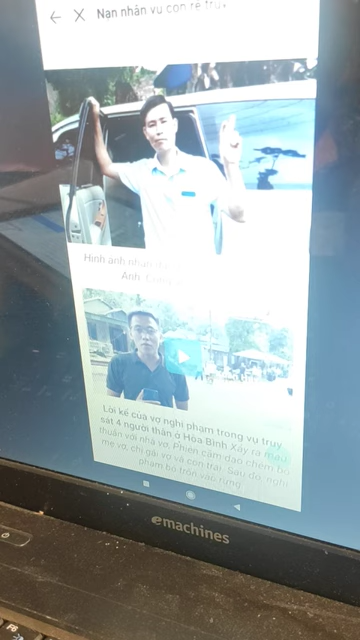 Nạn nhân vụ con rể truy
Hình ảnh nhân
Anh:
Lời kể của vợ nghi phạm trong vụ truy
sát 4 người thân ở Hòa Bình Xảy ra mâu
thuẫn với nhà vợ, Phiên cầm dao chém bố
mẹ vợ, chị gái vợ và con trai. Sau đó, nghi
phạm bỏ trốn vào rừng
emachines